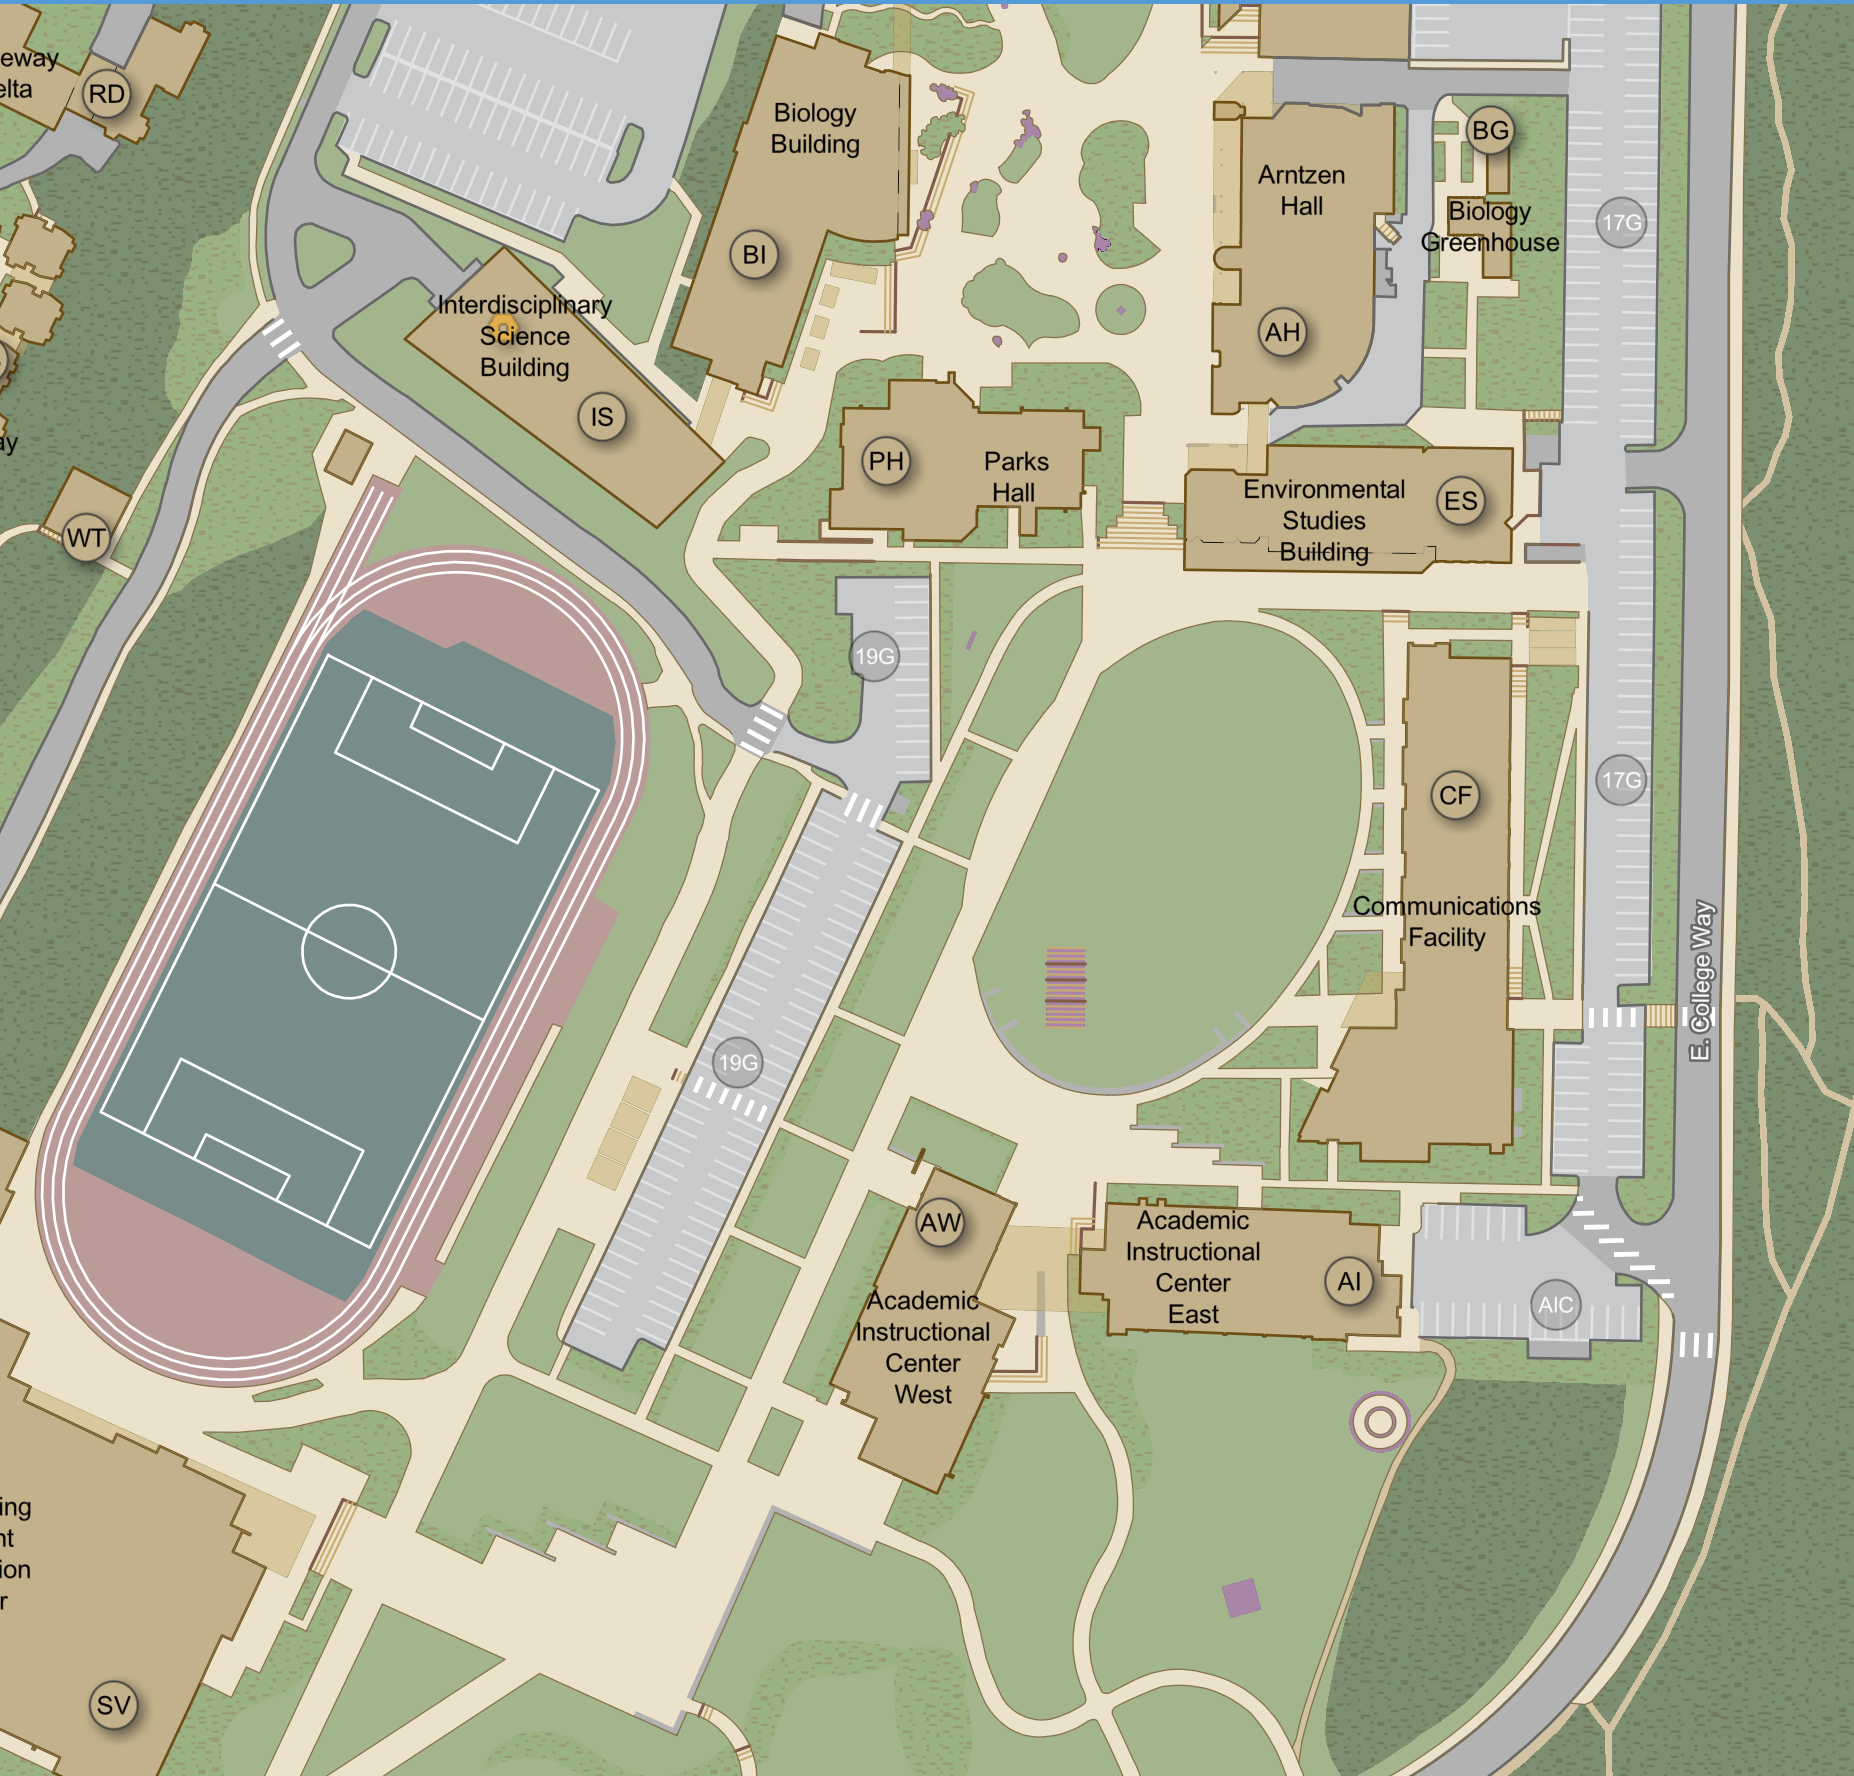 eway
elta
RD
Biology
Building
BI
Arntzen
Hall
AH
BG
Biology
Greenhouse
17G
Interdisciplinary
Science
Building
IS
ay
WT
PH
Parks
Hall
Environmental
Studies
Building
ES
19G
17G
CF
Communications
Facility
E. College Way
19G
AW
Academic
Instructional
Center
West
Academic
Instructional
Center
East
AI
AIC
ing
nt
ion
r
SV